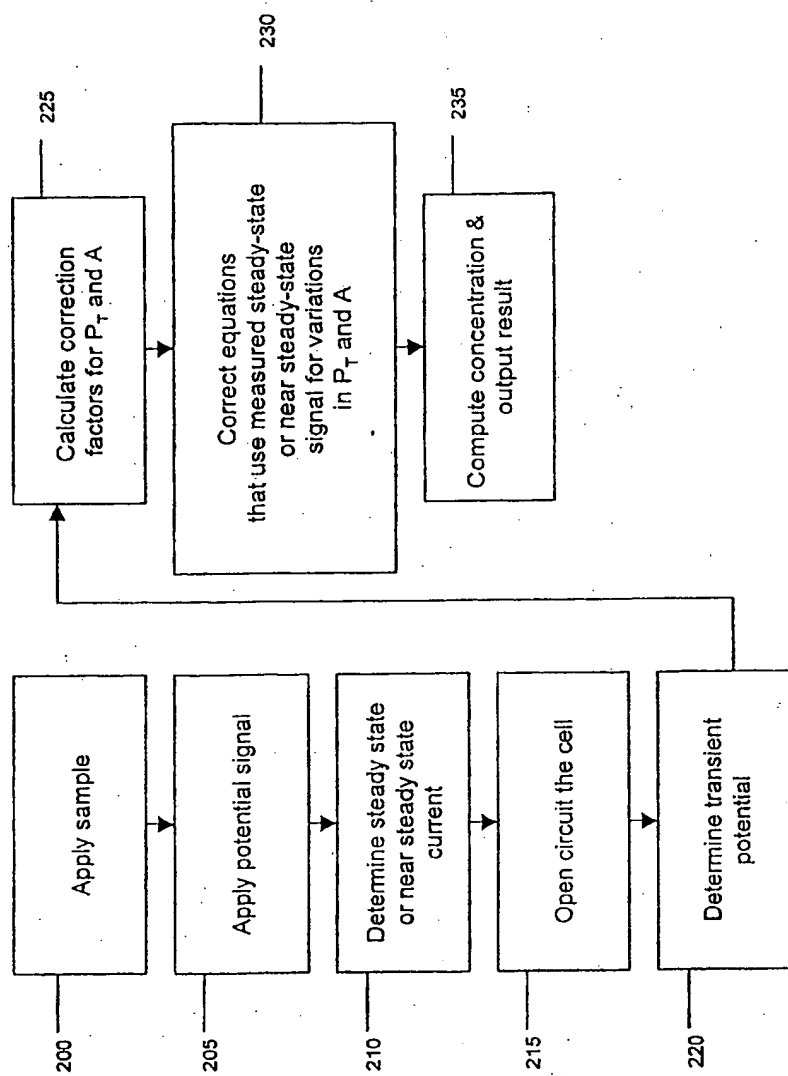 200
Apply sample
205
Apply potential signal
210
Determine steady state
or near steady state
current
215
Open circuit the cell
220
Determine transient
potential
225
Calculate correction
factors for P_T and A
230
Correct equations
that use measured steady-state
or near steady-state
signal for variations
in P_T and A
235
Compute concentration &
output result